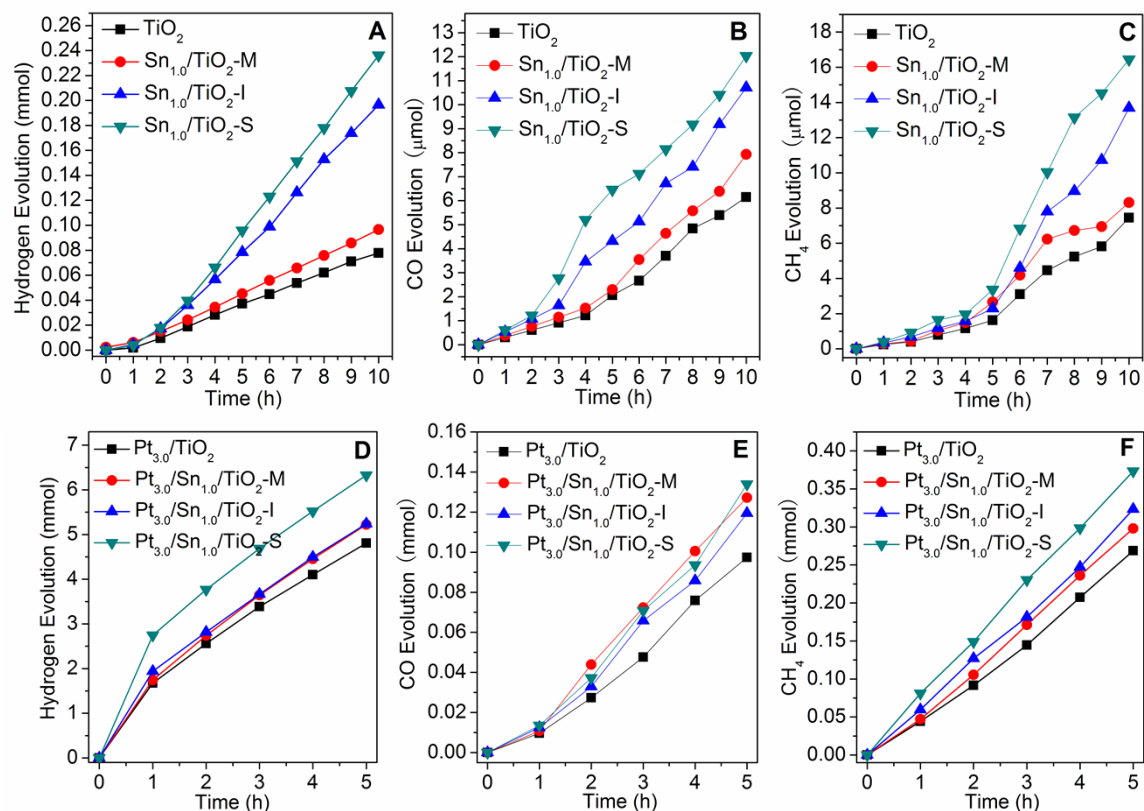 A
TiO2
Sn1.0/TiO2-M
Sn1.0/TiO2-I
Sn1.0/TiO2-S
Hydrogen Evolution (mmol)
0.26
0.24
0.22
0.20
0.18
0.16
0.14
0.12
0.10
0.08
0.06
0.04
0.02
0.00
0 1 2 3 4 5 6 7 8 9 10
Time (h)
B
TiO2
Sn1.0/TiO2-M
Sn1.0/TiO2-I
Sn1.0/TiO2-S
CO Evolution (μmol)
13
12
11
10
9
8
7
6
5
4
3
2
1
0
0 1 2 3 4 5 6 7 8 9 10
Time (h)
C
TiO2
Sn1.0/TiO2-M
Sn1.0/TiO2-I
Sn1.0/TiO2-S
CH4 Evolution (μmol)
18
16
14
12
10
8
6
4
2
0
0 1 2 3 4 5 6 7 8 9 10
Time (h)
D
Pt3.0/TiO2
Pt3.0/Sn1.0/TiO2-M
Pt3.0/Sn1.0/TiO2-I
Pt3.0/Sn1.0/TiO2-S
Hydrogen Evolution (mmol)
7
6
5
4
3
2
1
0
0 1 2 3 4 5
Time (h)
E
Pt3.0/TiO2
Pt3.0/Sn1.0/TiO2-M
Pt3.0/Sn1.0/TiO2-I
Pt3.0/Sn1.0/TiO2-S
CO Evolution (mmol)
0.16
0.14
0.12
0.10
0.08
0.06
0.04
0.02
0.00
0 1 2 3 4 5
Time (h)
F
Pt3.0/TiO2
Pt3.0/Sn1.0/TiO2-M
Pt3.0/Sn1.0/TiO2-I
Pt3.0/Sn1.0/TiO2-S
CH4 Evolution (mmol)
0.40
0.35
0.30
0.25
0.20
0.15
0.10
0.05
0.00
0 1 2 3 4 5
Time (h)